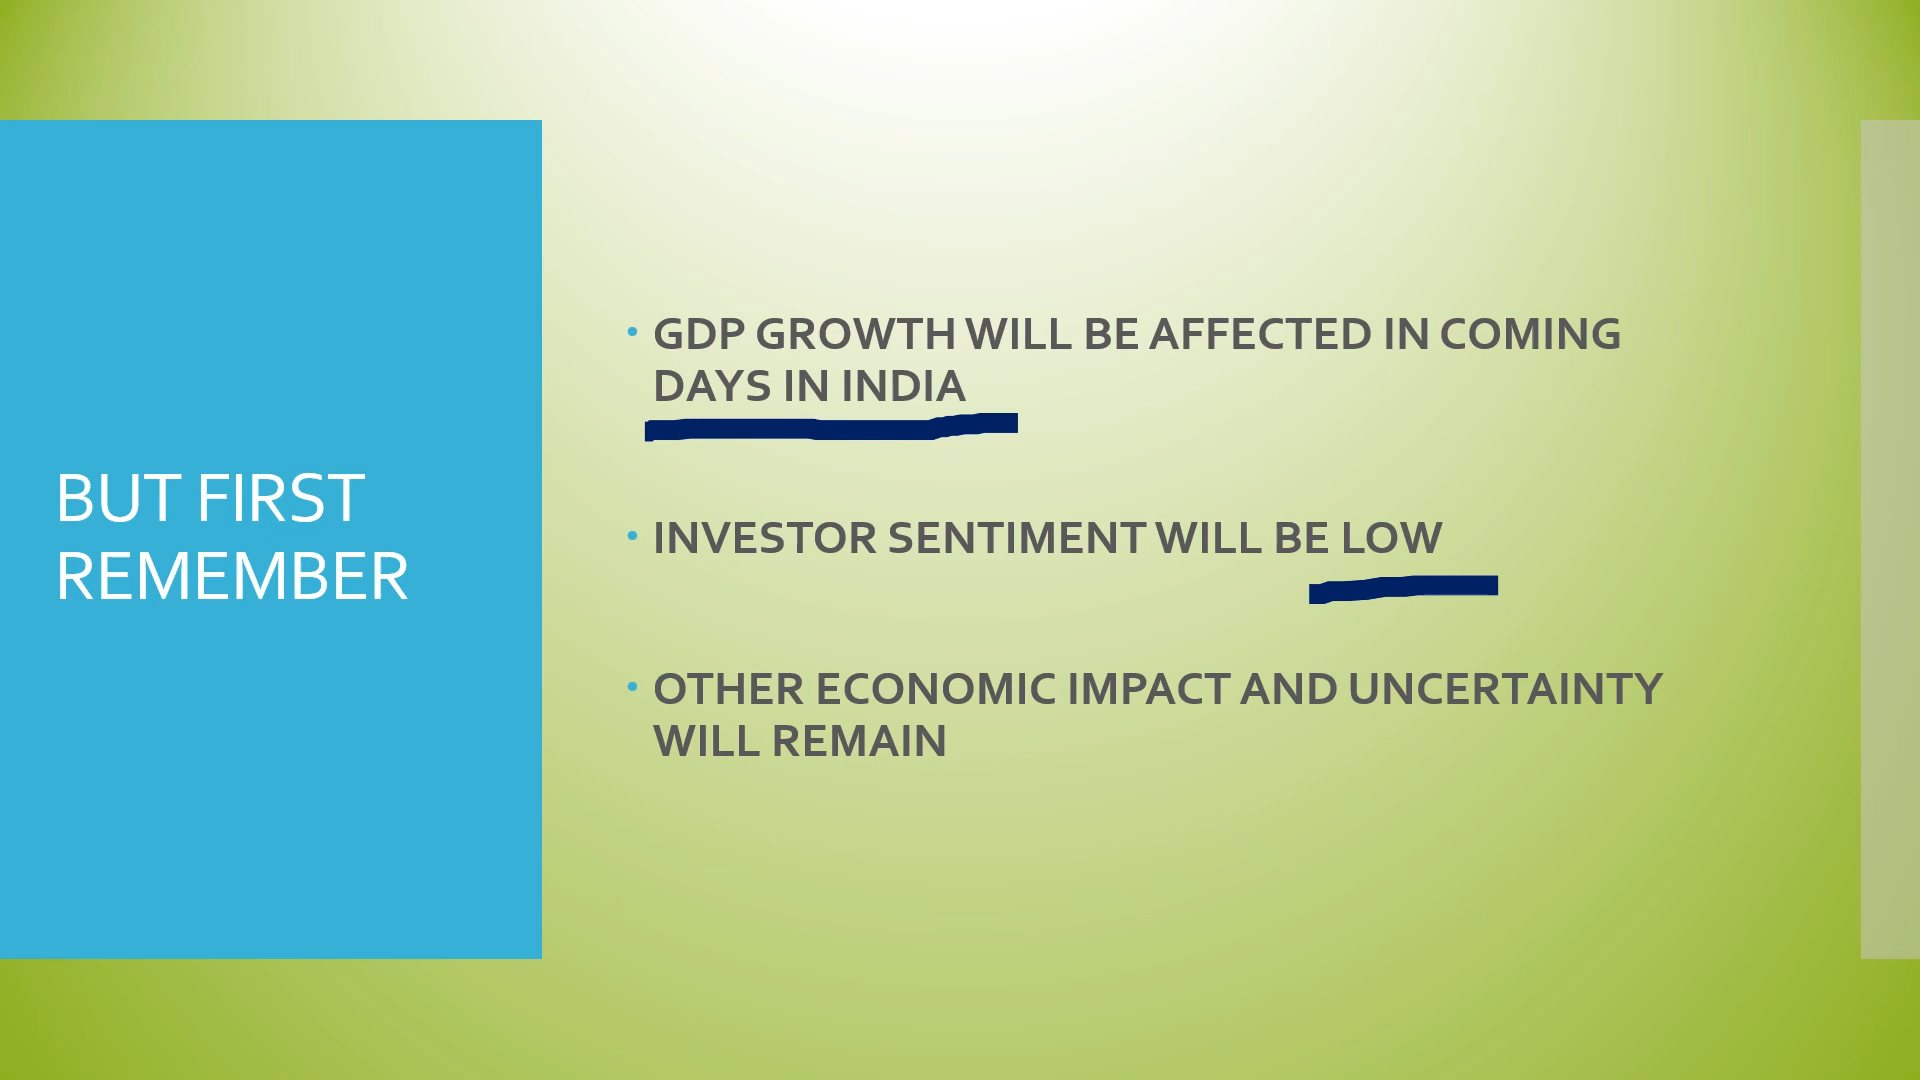 BUT FIRST
REMEMBER
• GDP GROWTH WILL BE AFFECTED IN COMING
DAYS IN INDIA
• INVESTOR SENTIMENT WILL BE LOW
• OTHER ECONOMIC IMPACT AND UNCERTAINTY
WILL REMAIN